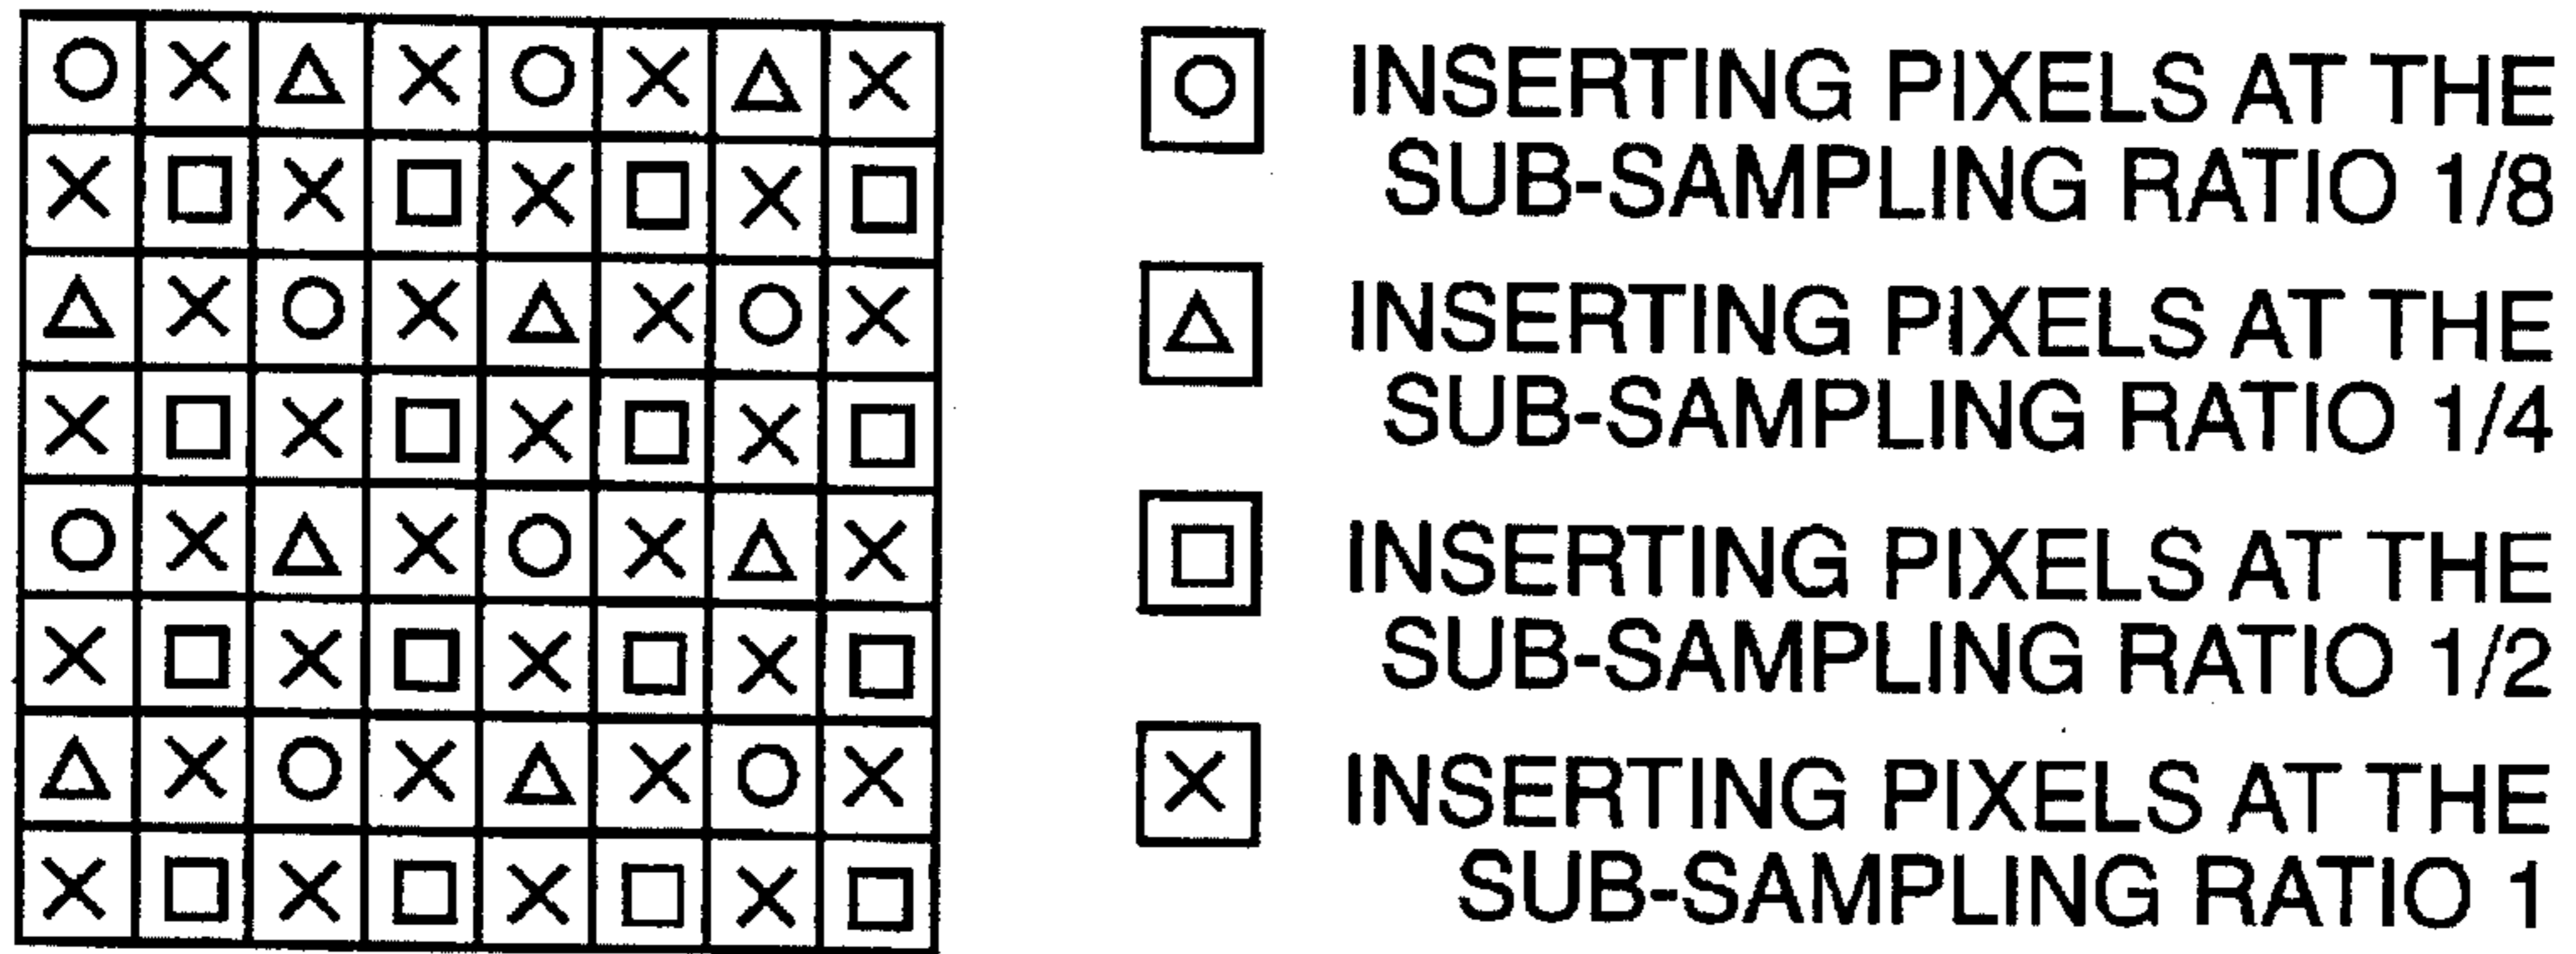 INSERTING PIXELS AT THE
SUB-SAMPLING RATIO 1/8
INSERTING PIXELS AT THE
SUB-SAMPLING RATIO 1/4
INSERTING PIXELS AT THE
SUB-SAMPLING RATIO 1/2
INSERTING PIXELS AT THE
SUB-SAMPLING RATIO 1